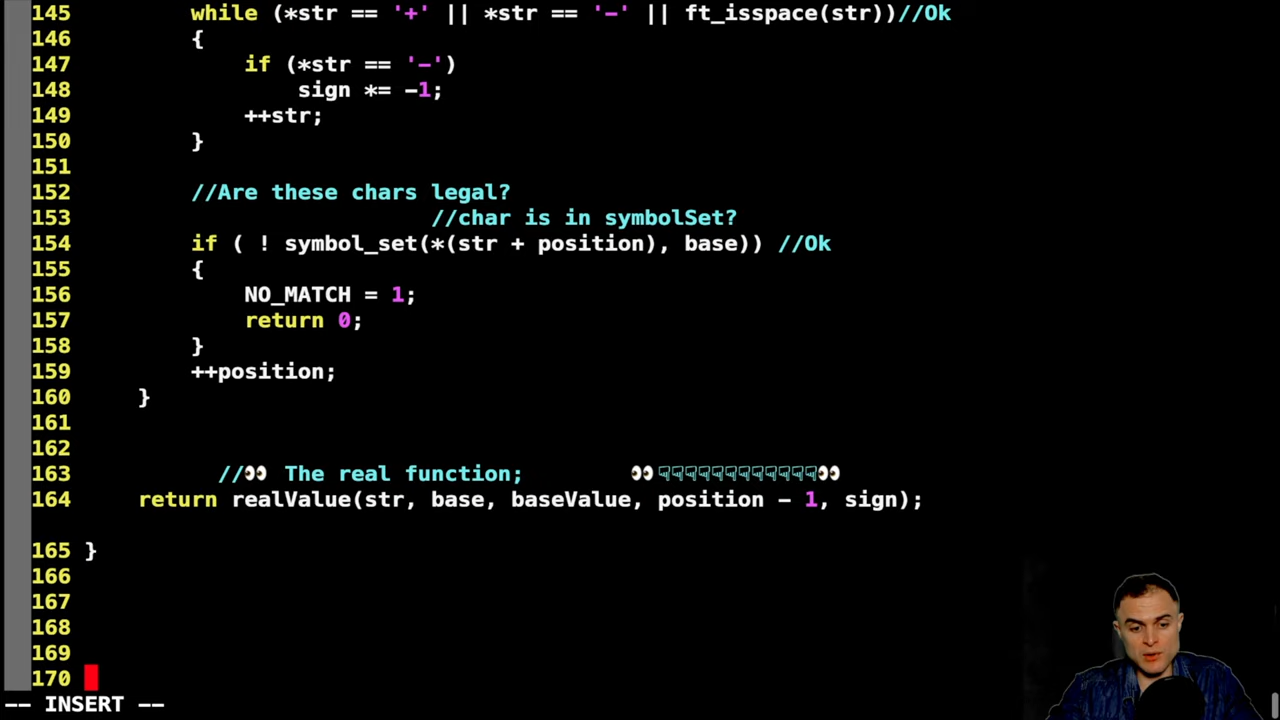 145         while (*str == '+' || *str == '-' || ft_isspace(str))//Ok
146         {
147             if (*str == '-')
148                 sign *= -1;
149             ++str;
150         }
151
152         //Are these chars legal?
153                           //char is in symbolSet?
154         if ( ! symbol_set(*(str + position), base)) //Ok
155         {
156             NO_MATCH = 1;
157             return 0;
158         }
159         ++position;
160     }
161
162
163           //👀 The real function;        👀☟☟☟☟☟☟☟☟☟☟☟☟👀
164     return realValue(str, base, baseValue, position - 1, sign);
165 }
166
167
168
169
170
-- INSERT --